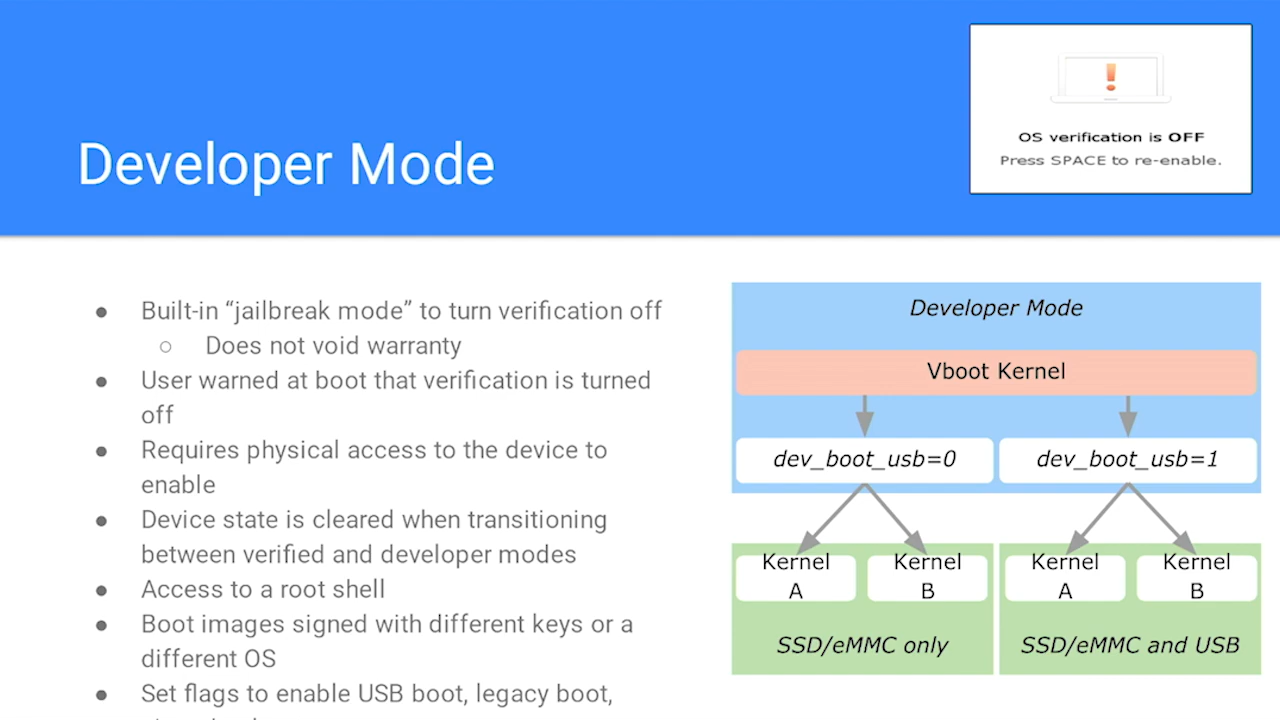 OS verification is OFF
Press SPACE to re-enable.
Developer Mode
● Built-in “jailbreak mode” to turn verification off
○ Does not void warranty
● User warned at boot that verification is turned
off
● Requires physical access to the device to
enable
● Device state is cleared when transitioning
between verified and developer modes
● Access to a root shell
● Boot images signed with different keys or a
different OS
● Set flags to enable USB boot, legacy boot,
Developer Mode
Vboot Kernel
dev_boot_usb=0
dev_boot_usb=1
Kernel
A
Kernel
B
SSD/eMMC only
Kernel
A
Kernel
B
SSD/eMMC and USB